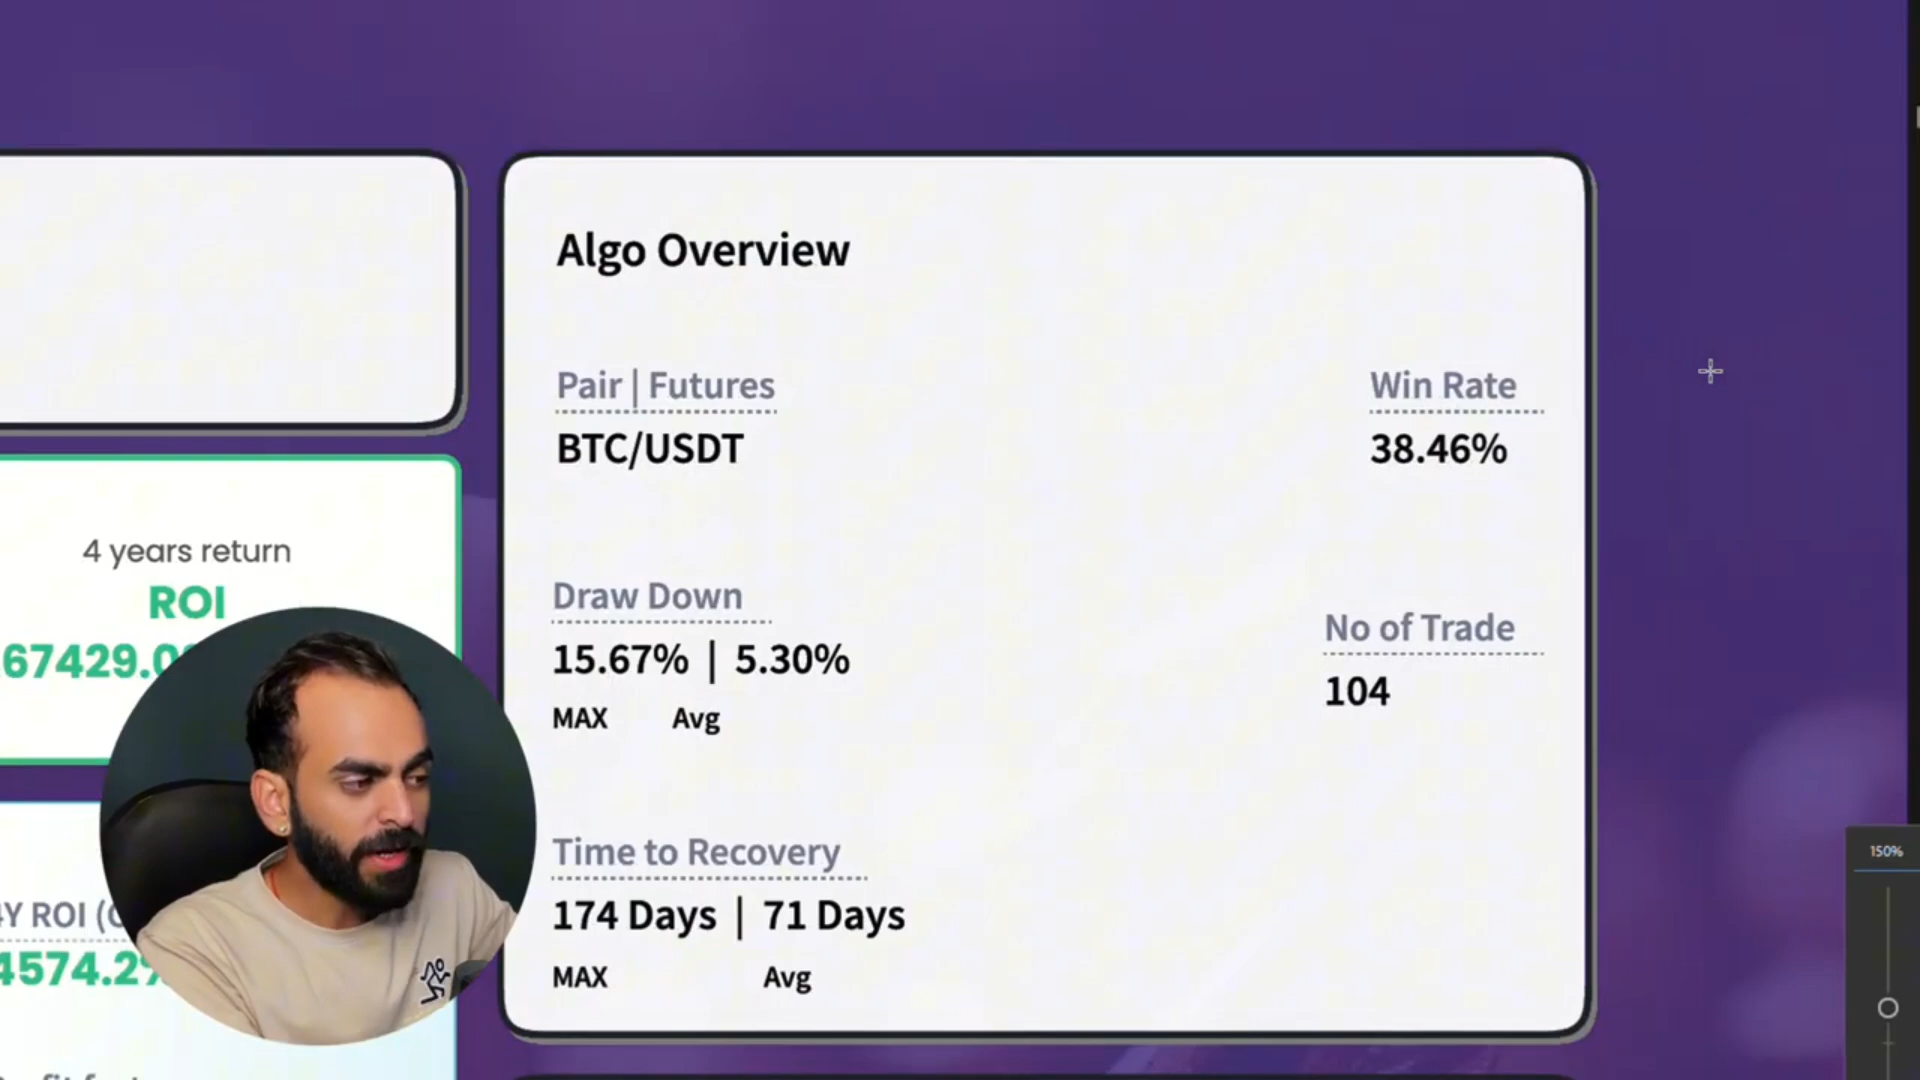 Algo Overview
Pair | Futures
BTC/USDT
Win Rate
38.46%
4 years return
ROI
Draw Down
15.67% | 5.30%
MAX Avg
No of Trade
104
Time to Recovery
174 Days | 71 Days
MAX Avg
ROI
150%